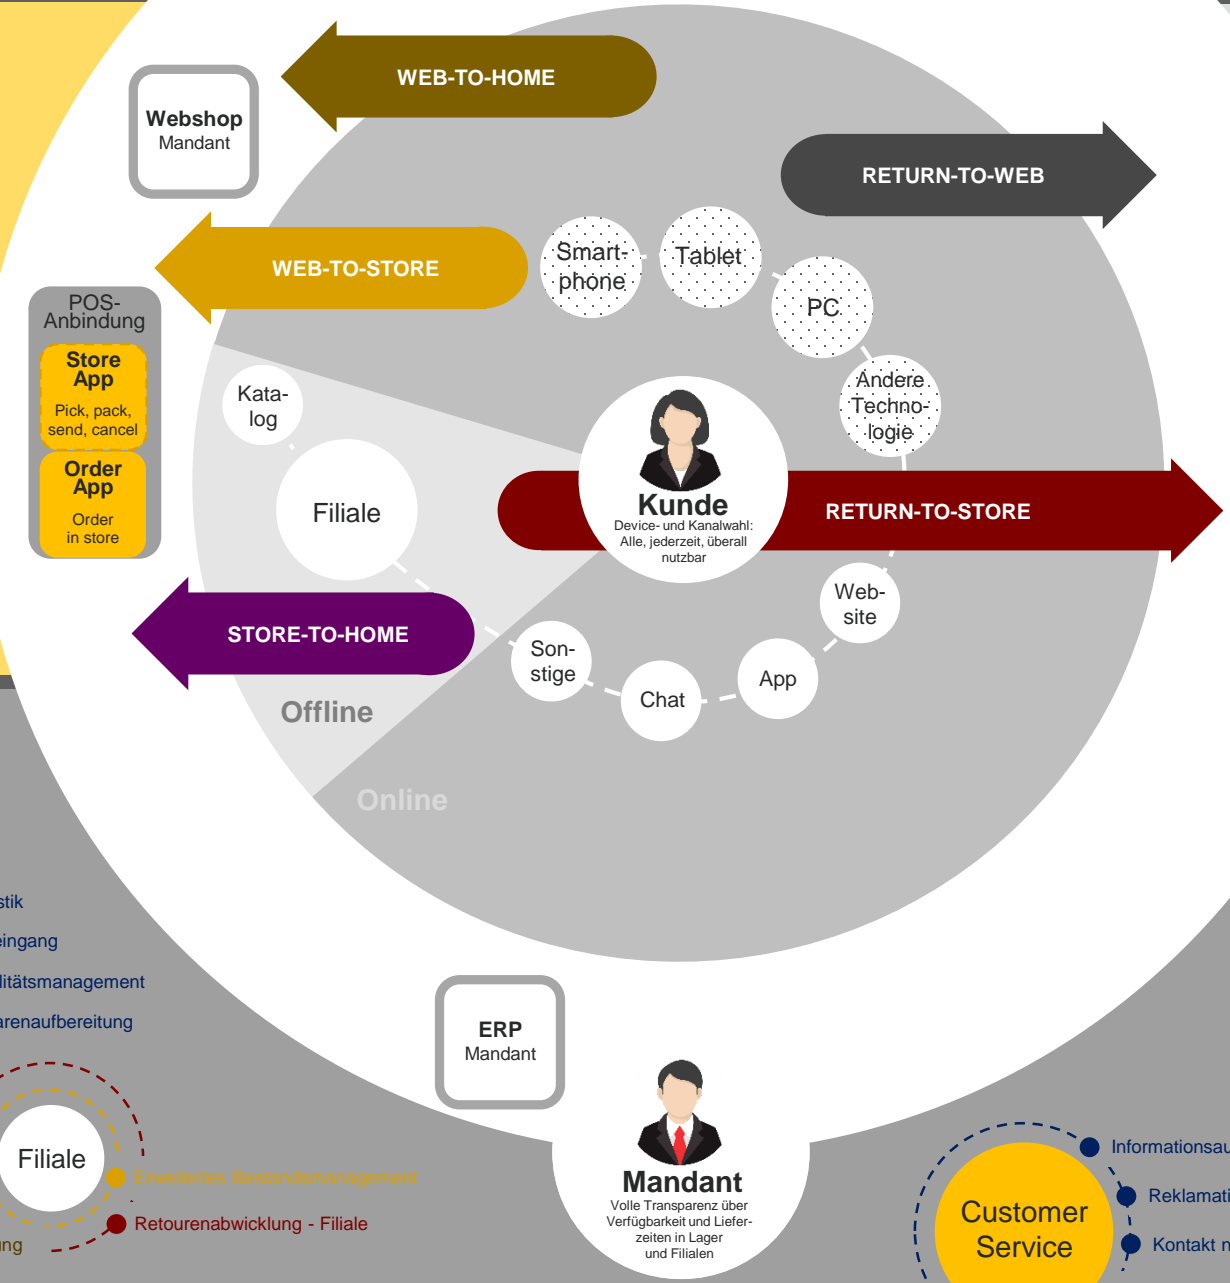 WEB-TO-HOME
Webshop
Mandant
RETURN-TO-WEB
WEB-TO-STORE
Smart-
phone
Tablet
PC
POS-
Anbindung
Store
App
Pick, pack,
send, cancel
Order
App
Order
in store
Kata-
log
Filiale
Andere
Techno-
logie
Kunde
Device- und Kanalwahl:
Alle, jederzeit, überall
nutzbar
RETURN-TO-STORE
STORE-TO-HOME
Web-
site
Son-
stige
Chat
App
Offline
Online
stik
eingang
litätsmanagement
arenaufbereitung
ERP
Mandant
Filiale
Erweitertes Bestandsmanagement
Retourenabwicklung - Filiale
ung
Mandant
Volle Transparenz über
Verfügbarkeit und Liefer-
zeiten in Lager
und Filialen
Customer
Service
Informationsau
Reklamati
Kontakt n